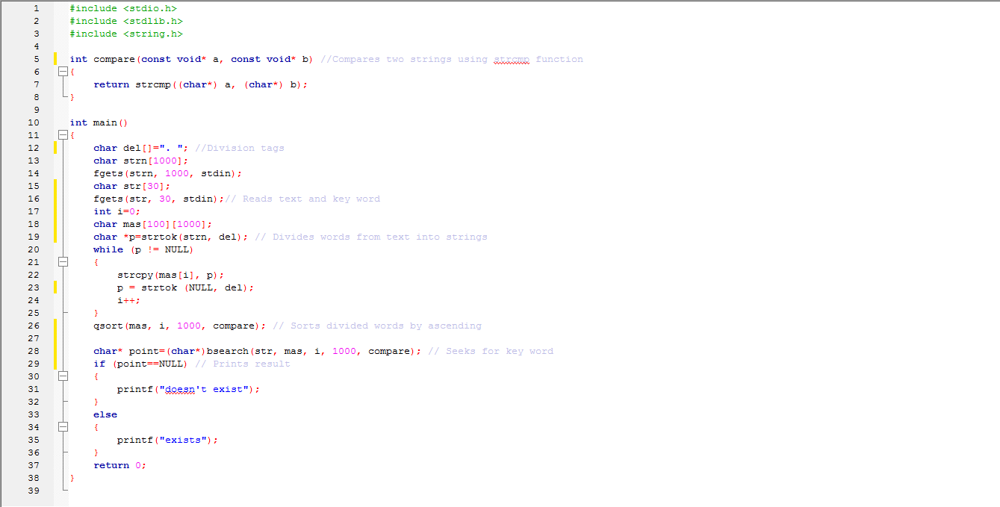 1 #include <stdio.h>
2 #include <stdlib.h>
3 #include <string.h>
4
5 int compare(const void* a, const void* b) //Compares two strings using strcmp function
6 {
7 return strcmp((char*) a, (char*) b);
8 }
9
10 int main()
11 {
12 char del[]=". "; //Division tags
13 char strn[1000];
14 fgets(strn, 1000, stdin);
15 char str[30];
16 fgets(str, 30, stdin);// Reads text and key word
17 int i=0;
18 char mas[100][1000];
19 char *p=strtok(strn, del); // Divides words from text into strings
20 while (p != NULL)
21 {
22 strcpy(mas[i], p);
23 p = strtok (NULL, del);
24 i++;
25 }
26 qsort(mas, i, 1000, compare); // Sorts divided words by ascending
27
28 char* point=(char*)bsearch(str, mas, i, 1000, compare); // Seeks for key word
29 if (point==NULL) // Prints result
30 {
31 printf("doesn't exist");
32 }
33 else
34 {
35 printf("exists");
36 }
37 return 0;
38 }
39